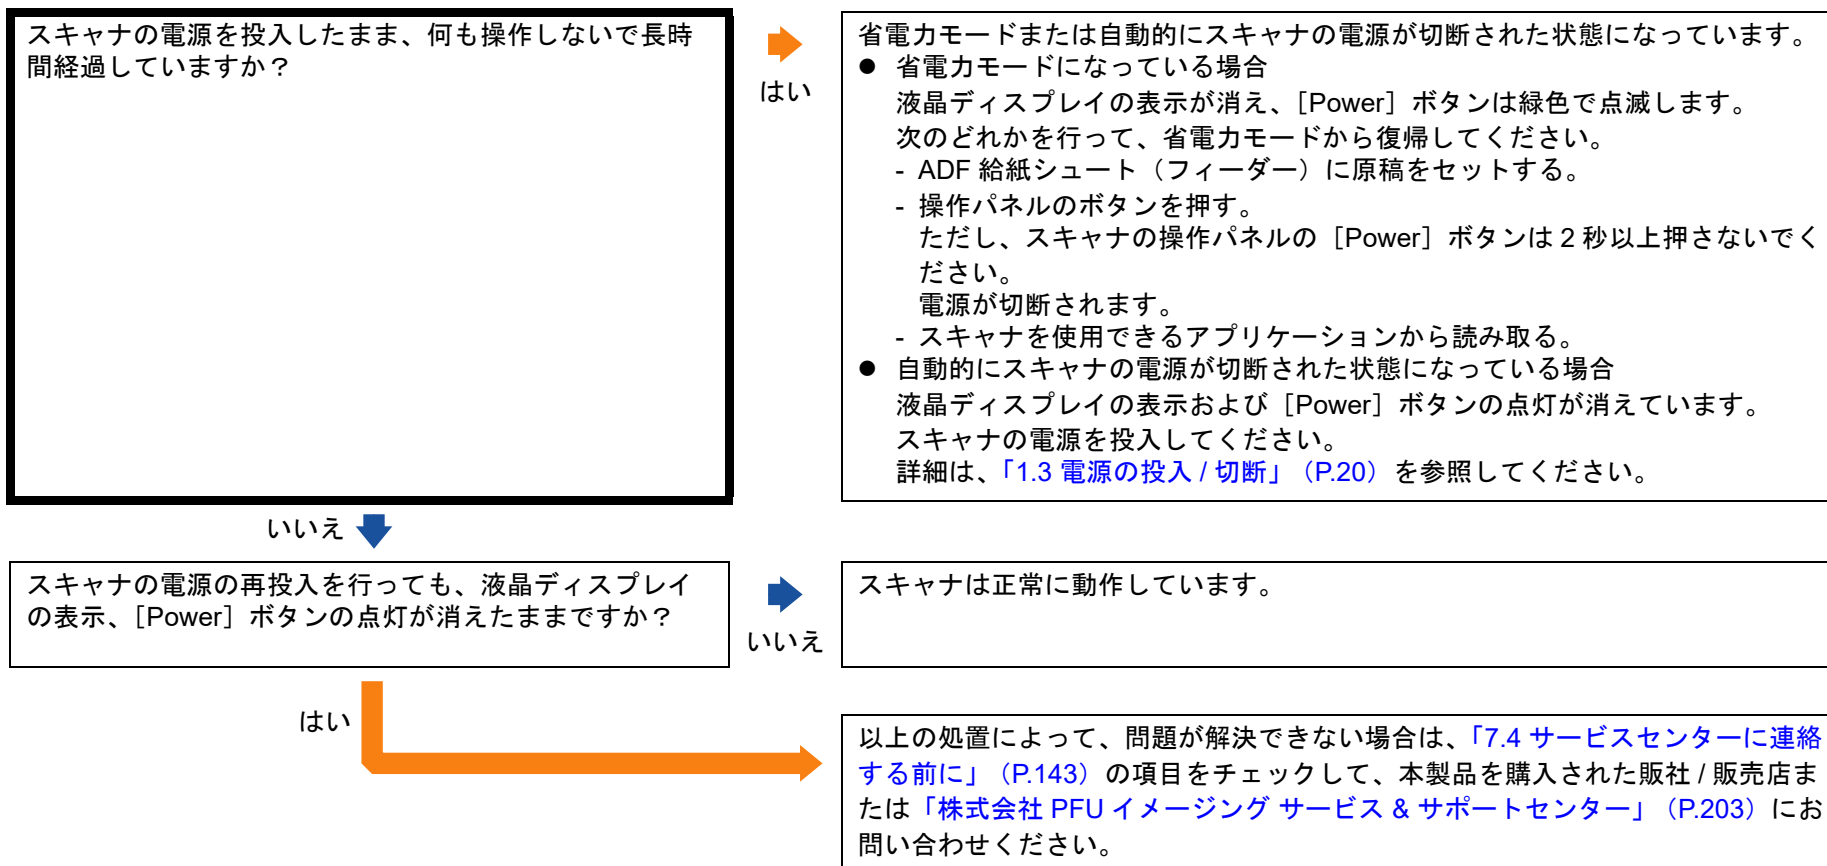 スキャナの電源を投入したまま、何も操作しないで長時
間経過していますか？
はい
省電力モードまたは自動的にスキャナの電源が切断された状態になっています。
● 省電力モードになっている場合
液晶ディスプレイの表示が消え、［Power］ボタンは緑色で点滅します。
次のどれかを行って、省電力モードから復帰してください。
- ADF 給紙シュート（フィーダー）に原稿をセットする。
- 操作パネルのボタンを押す。
ただし、スキャナの操作パネルの［Power］ボタンは 2 秒以上押さないでく
ださい。
電源が切断されます。
- スキャナを使用できるアプリケーションから読み取る。
● 自動的にスキャナの電源が切断された状態になっている場合
液晶ディスプレイの表示および［Power］ボタンの点灯が消えています。
スキャナの電源を投入してください。
詳細は、「1.3 電源の投入 / 切断」（P.20）を参照してください。
いいえ
スキャナの電源の再投入を行っても、液晶ディスプレイ
の表示、［Power］ボタンの点灯が消えたままですか？
いいえ
スキャナは正常に動作しています。
はい
以上の処置によって、問題が解決できない場合は、「7.4 サービスセンターに連絡
する前に」（P.143）の項目をチェックして、本製品を購入された販社 / 販売店ま
たは「株式会社 PFU イメージング サービス & サポートセンター」（P.203）にお
問い合わせください。